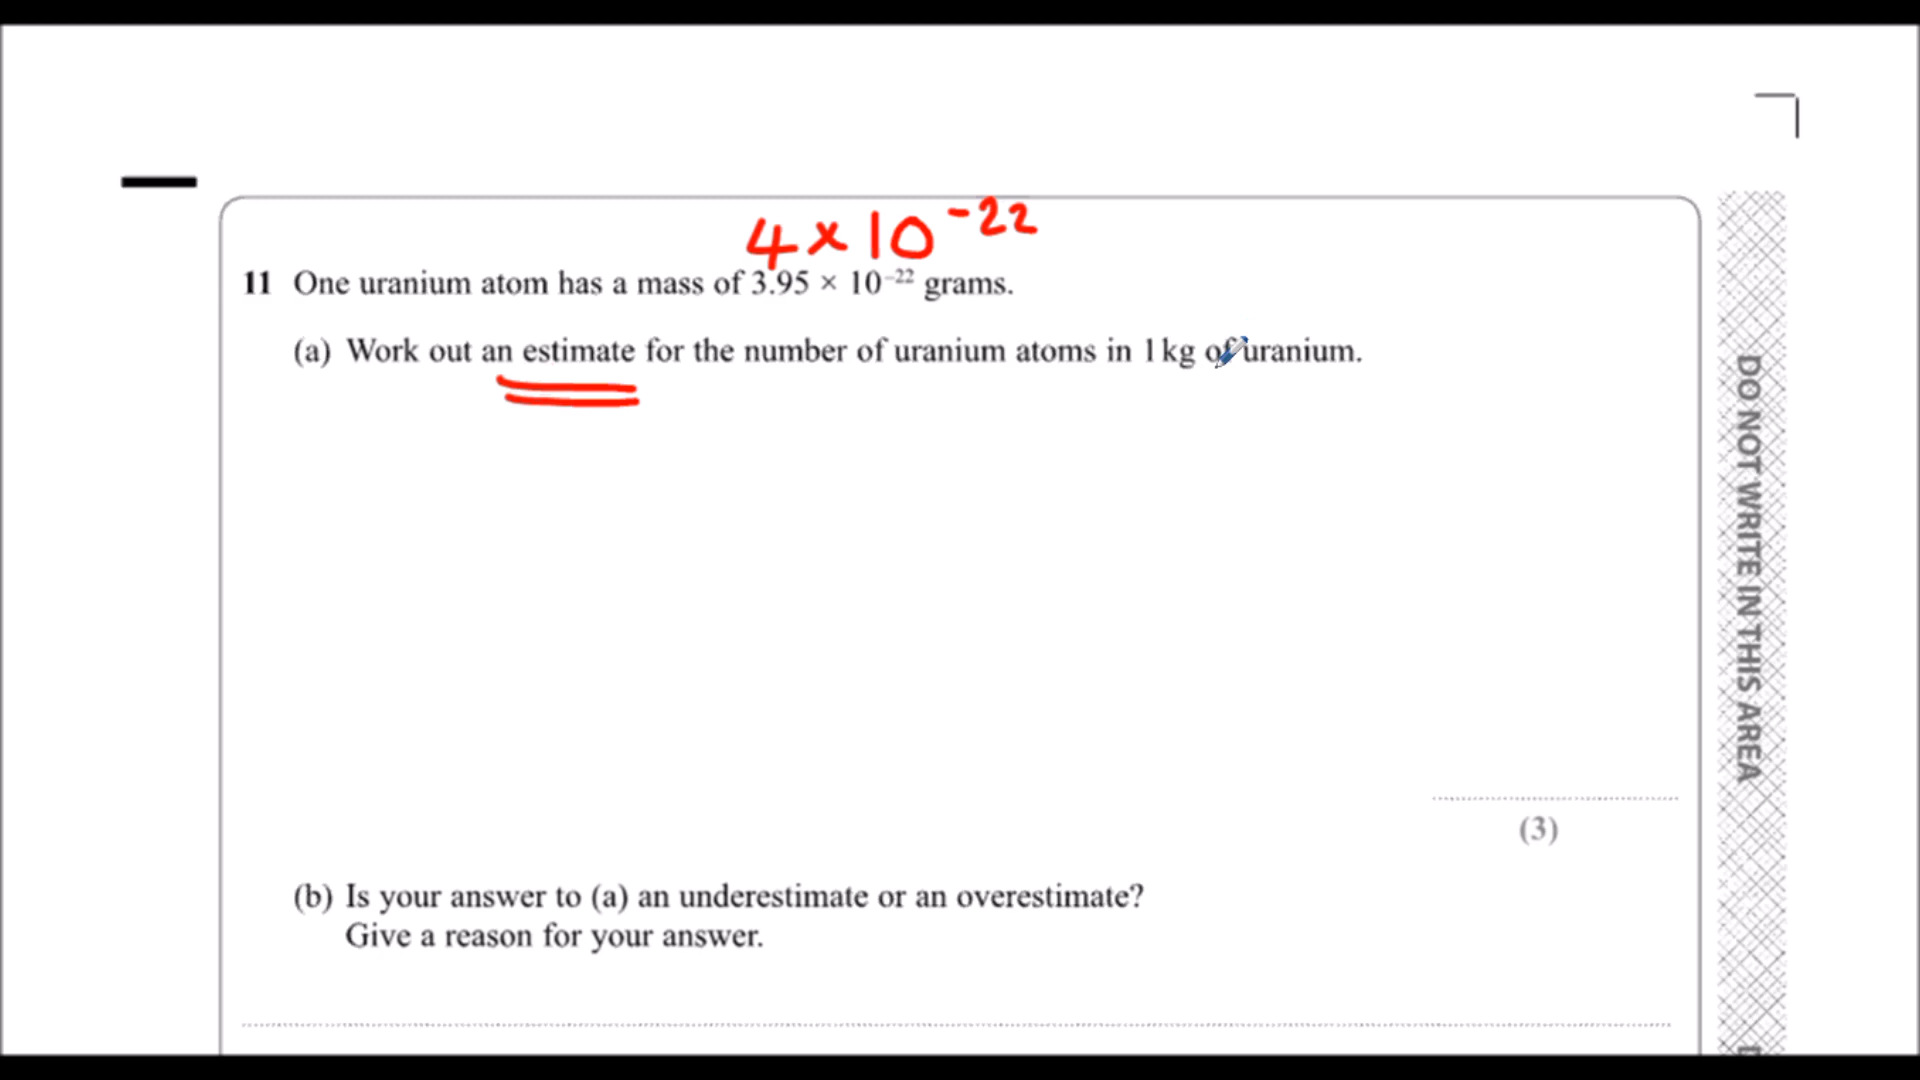 4 × 10⁻²²
11 One uranium atom has a mass of 3.95 × 10⁻²² grams.
(a) Work out an estimate for the number of uranium atoms in 1 kg of uranium.
(3)
(b) Is your answer to (a) an underestimate or an overestimate?
Give a reason for your answer.
DO NOT WRITE IN THIS AREA